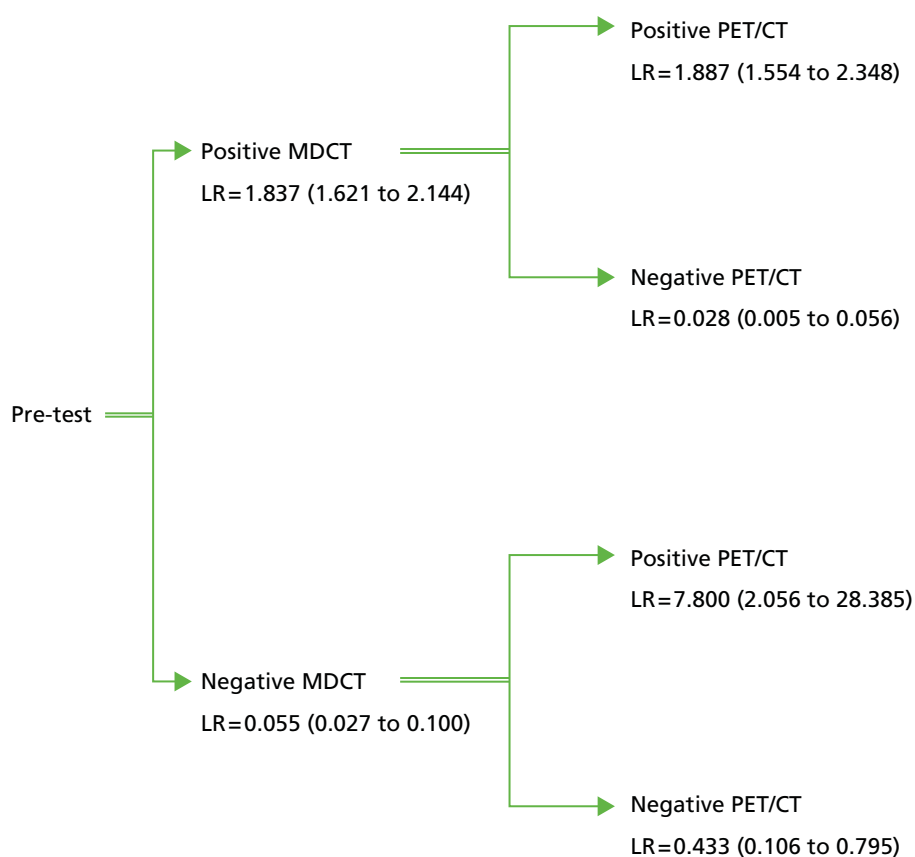 Positive PET/CT
LR=1.887 (1.554 to 2.348)
Positive MDCT
LR=1.837 (1.621 to 2.144)
Negative PET/CT
LR=0.028 (0.005 to 0.056)
Pre-test
Positive PET/CT
LR=7.800 (2.056 to 28.385)
Negative MDCT
LR=0.055 (0.027 to 0.100)
Negative PET/CT
LR=0.433 (0.106 to 0.795)